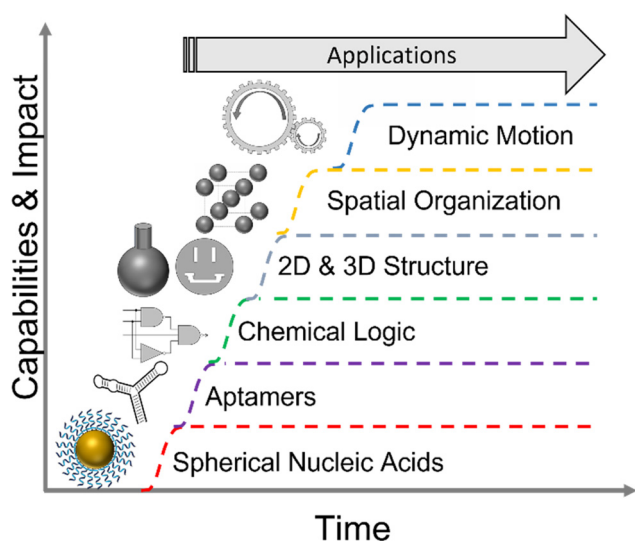 Applications
Dynamic Motion
Spatial Organization
2D & 3D Structure
Chemical Logic
Aptamers
Spherical Nucleic Acids
Capabilities & Impact
Time